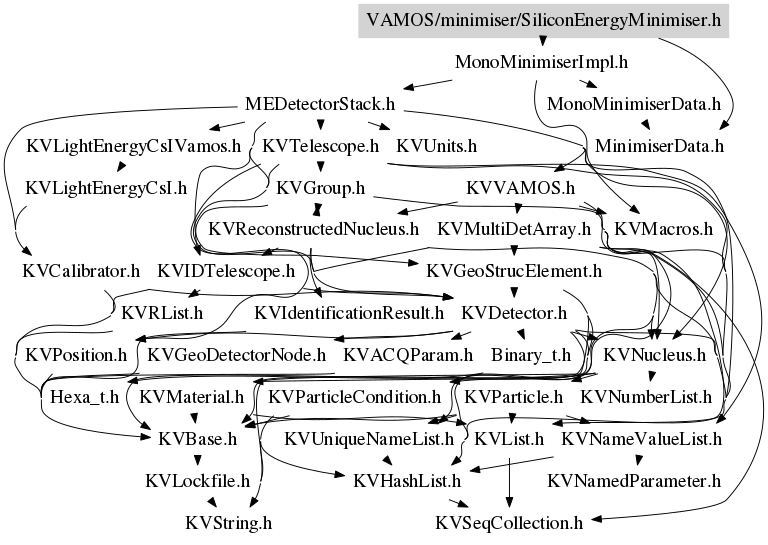 VAMOS/minimiser/SiliconEnergyMinimiser.h
MonoMinimiserImpl.h
MEDetectorStack.h MonoMinimiserData.h
KVLightEnergyCsIVamos.h KVTelescope.h KVUnits.h MinimiserData.h
KVLightEnergyCsI.h KVGroup.h KVVAMOS.h
KVReconstructedNucleus.h KVMultiDetArray.h KVMacros.h
KVCalibrator.h KVIDTelescope.h KVGeoStrucElement.h
KVRList.h KVIdentificationResult.h KVDetector.h
KVPosition.h KVGeoDetectorNode.h KVACQParam.h Binary_t.h KVNucleus.h
Hexa_t.h KVMaterial.h KVParticleCondition.h KVParticle.h KVNumberList.h
KVBase.h KVUniqueNameList.h KVList.h KVNameValueList.h
KVLockfile.h KVHashList.h KVNamedParameter.h
KVString.h KVSeqCollection.h